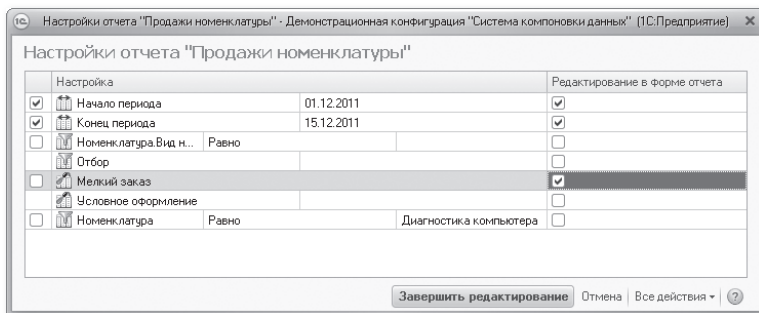 1С Настройки отчета "Продажи номенклатуры" - Демонстрационная конфигурация "Система компоновки данных" (1С:Предприятие)
Настройки отчета "Продажи номенклатуры"
Настройка Редактирование в форме отчета
Начало периода 01.12.2011
Конец периода 15.12.2011
Номенклатура.Вид н... Равно
Отбор
Мелкий заказ
Условное оформление
Номенклатура Равно Диагностика компьютера
Завершить редактирование Отмена Все действия ?